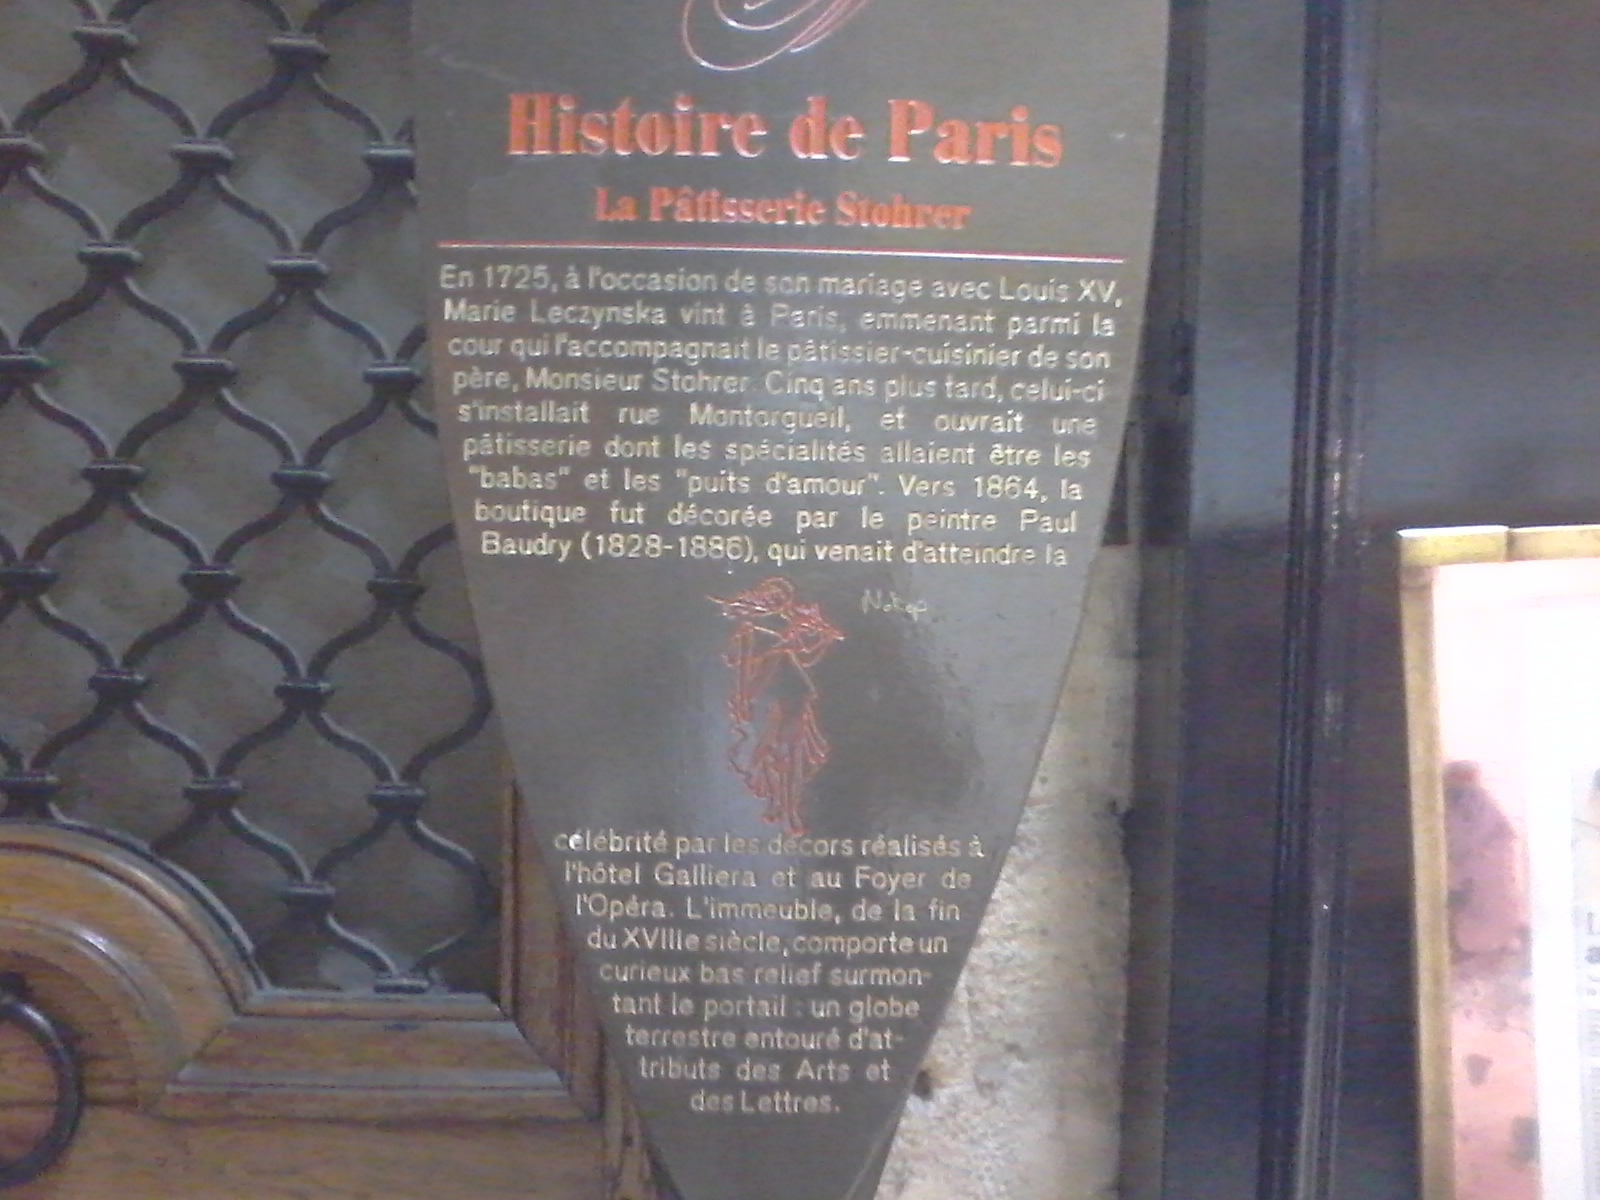 Histoire de Paris
La Pâtisserie Stohrer
En 1725, à l'occasion de son mariage avec Louis XV,
Marie Leczynska vint à Paris, emmenant parmi la
cour qui l'accompagnait le pâtissier-cuisinier de son
père, Monsieur Stohrer. Cinq ans plus tard, celui-ci
s'installait rue Montorgueil, et ouvrait une
pâtisserie dont les spécialités allaient être les
"babas" et les "puits d'amour". Vers 1864, la
boutique fut décorée par le peintre Paul
Baudry (1828-1886), qui venait d'atteindre la
célébrité par les décors réalisés à
l'hôtel Galliera et au Foyer de
l'Opéra. L'immeuble, de la fin
du XVIIIe siècle, comporte un
curieux bas relief surmon-
tant le portail : un globe
terrestre entouré d'at-
tributs des Arts et
des Lettres.